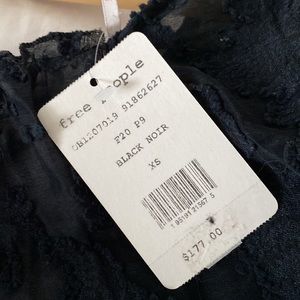 free people
OB1207019 91862627
F20 P9
BLACK NOIR
XS
$177.00